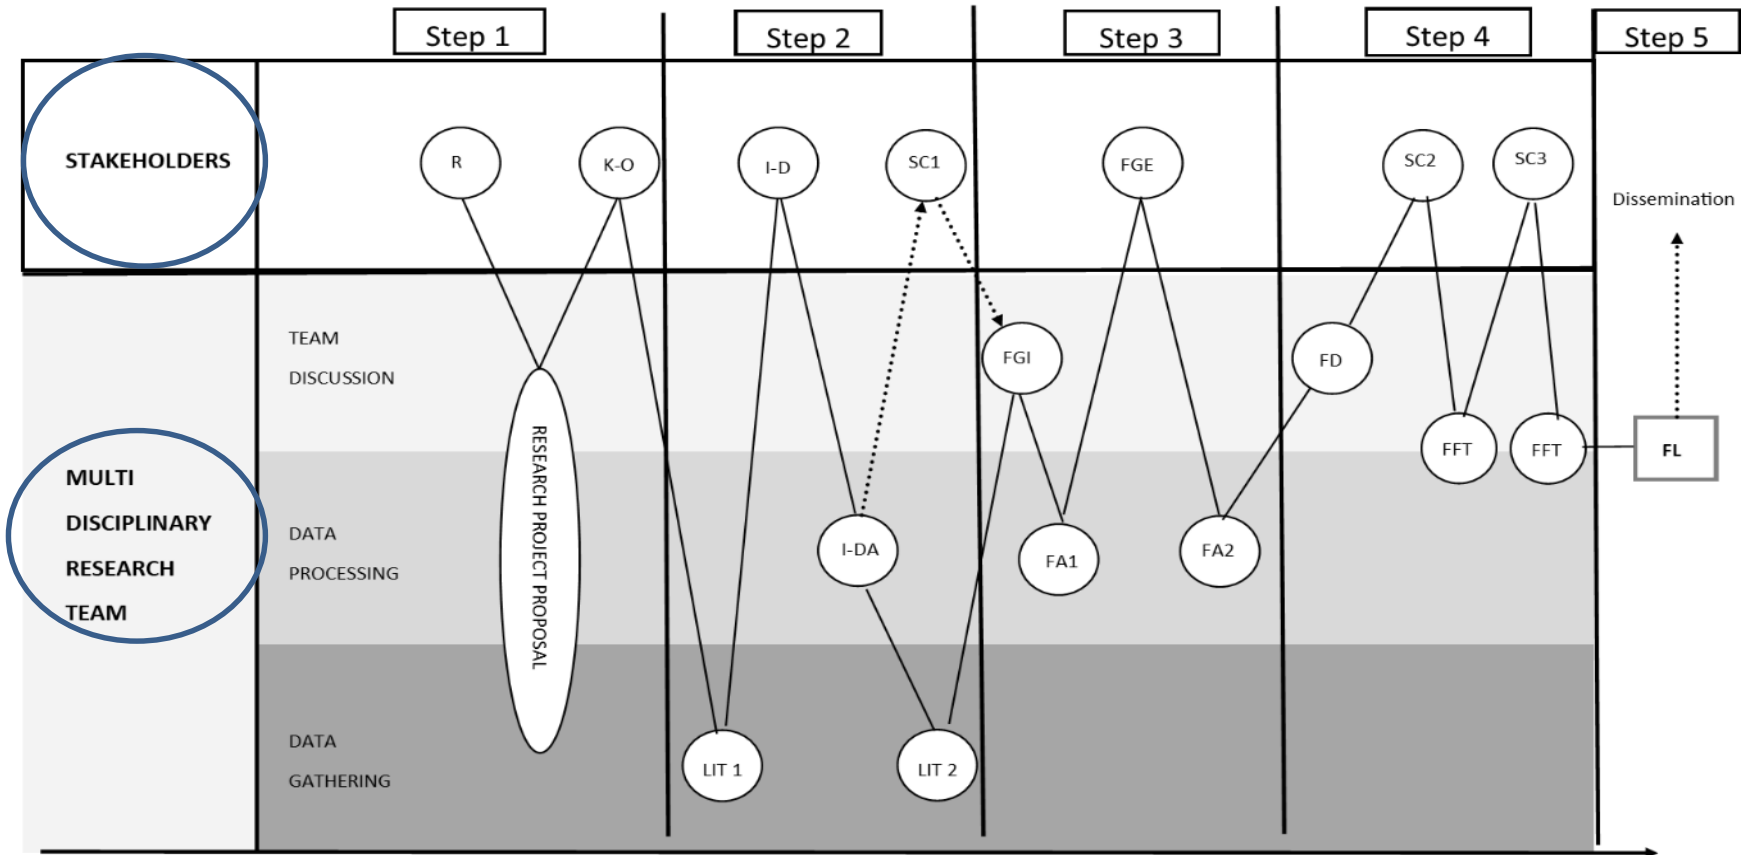 Step 1
Step 2
Step 3
Step 4
Step 5
STAKEHOLDERS
R
K-O
I-D
SC1
FGE
SC2
SC3
Dissemination
TEAM
DISCUSSION
FGI
FD
RESEARCH PROJECT PROPOSAL
FFT
FFT
FL
MULTI
DISCIPLINARY
RESEARCH
TEAM
DATA
PROCESSING
I-DA
FA1
FA2
DATA
GATHERING
LIT 1
LIT 2